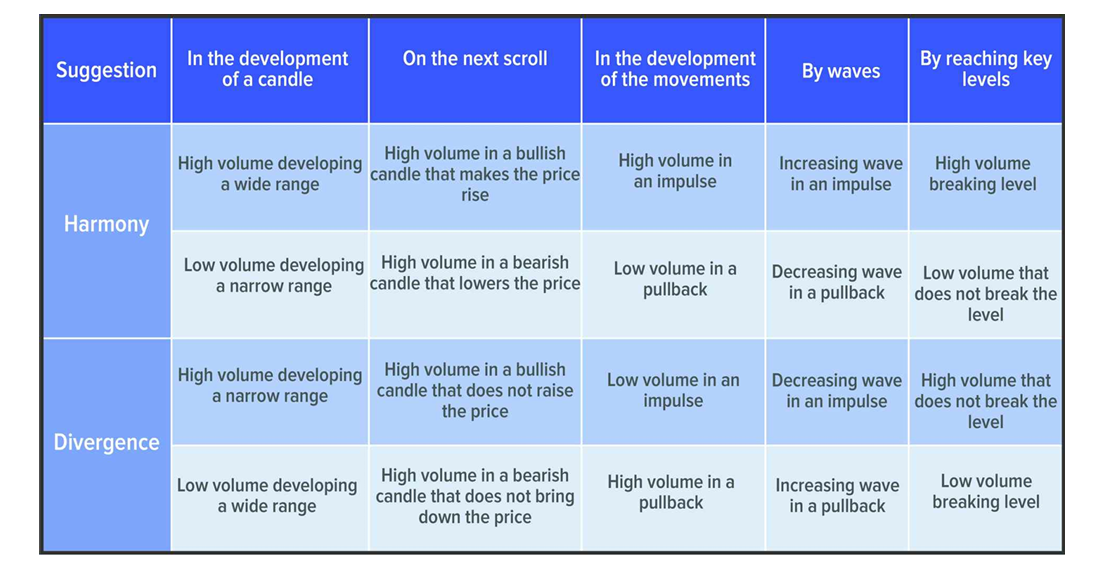 Suggestion
In the development
of a candle
On the next scroll
In the development
of the movements
By waves
By reaching key
levels
Harmony
High volume developing
a wide range
High volume in a bullish
candle that makes the price
rise
High volume in
an impulse
Increasing wave
in an impulse
High volume
breaking level
Low volume developing
a narrow range
High volume in a bearish
candle that lowers the price
Low volume in a
pullback
Decreasing wave
in a pullback
Low volume that
does not break the
level
Divergence
High volume developing
a narrow range
High volume in a bullish
candle that does not raise
the price
Low volume in an
impulse
Decreasing wave
in an impulse
High volume that
does not break the
level
Low volume developing
a wide range
High volume in a bearish
candle that does not bring
down the price
High volume in a
pullback
Increasing wave
in a pullback
Low volume
breaking level